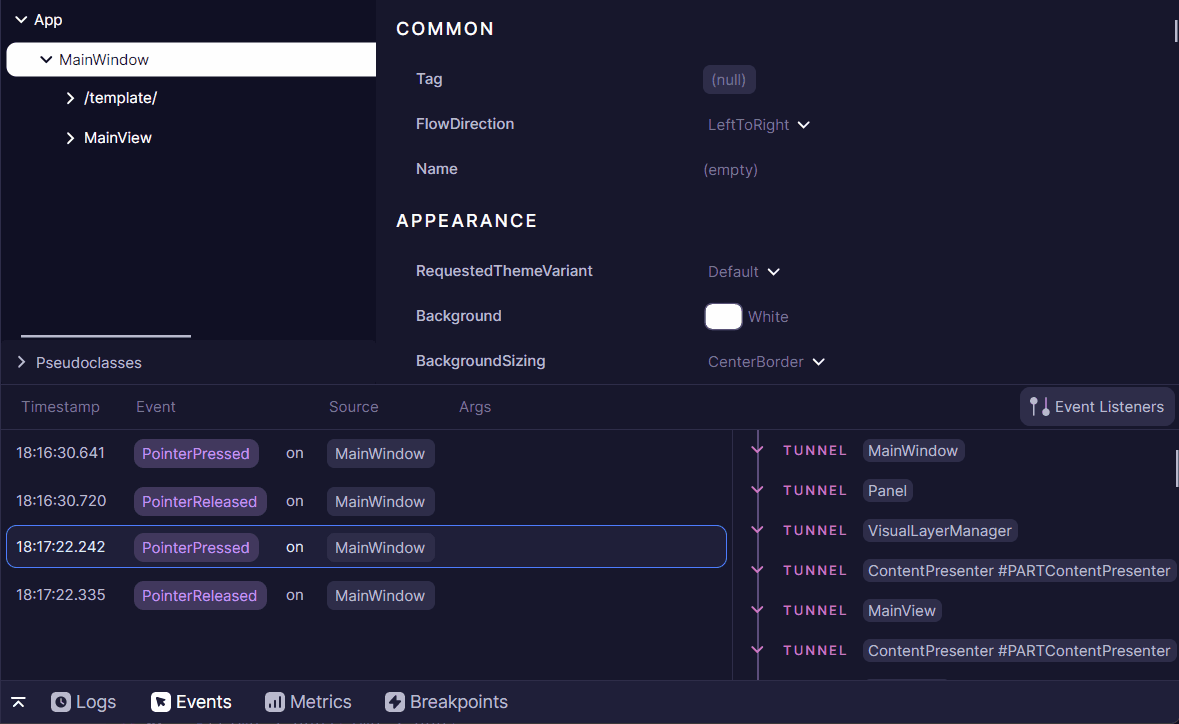 App
MainWindow
/template/
MainView
Pseudoclasses
COMMON
Tag (null)
FlowDirection LeftToRight
Name (empty)
APPEARANCE
RequestedThemeVariant Default
Background White
BackgroundSizing CenterBorder
Timestamp Event Source Args
Event Listeners
18:16:30.641 PointerPressed on MainWindow
18:16:30.720 PointerReleased on MainWindow
18:17:22.242 PointerPressed on MainWindow
18:17:22.335 PointerReleased on MainWindow
TUNNEL MainWindow
TUNNEL Panel
TUNNEL VisualLayerManager
TUNNEL ContentPresenter #PARTContentPresenter
TUNNEL MainView
TUNNEL ContentPresenter #PARTContentPresenter
Logs Events Metrics Breakpoints